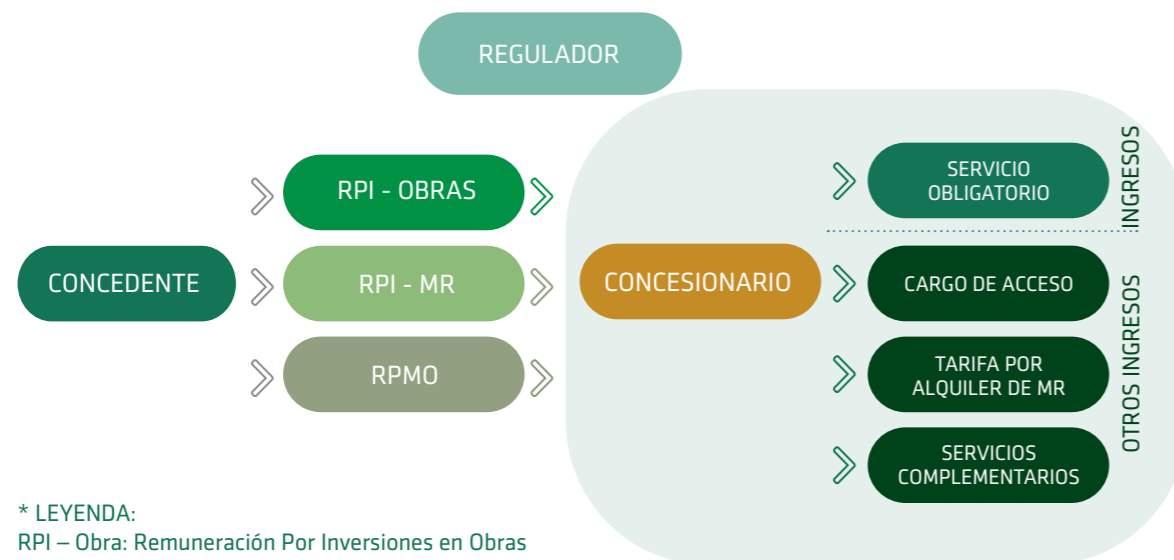 REGULADOR
CONCEDENTE
RPI - OBRAS
RPI - MR
RPMO
CONCESIONARIO
SERVICIO
OBLIGATORIO
CARGO DE ACCESO
TARIFA POR
ALQUILER DE MR
SERVICIOS
COMPLEMENTARIOS
INGRESOS
OTROS INGRESOS
* LEYENDA:
RPI – Obra: Remuneración Por Inversiones en Obras